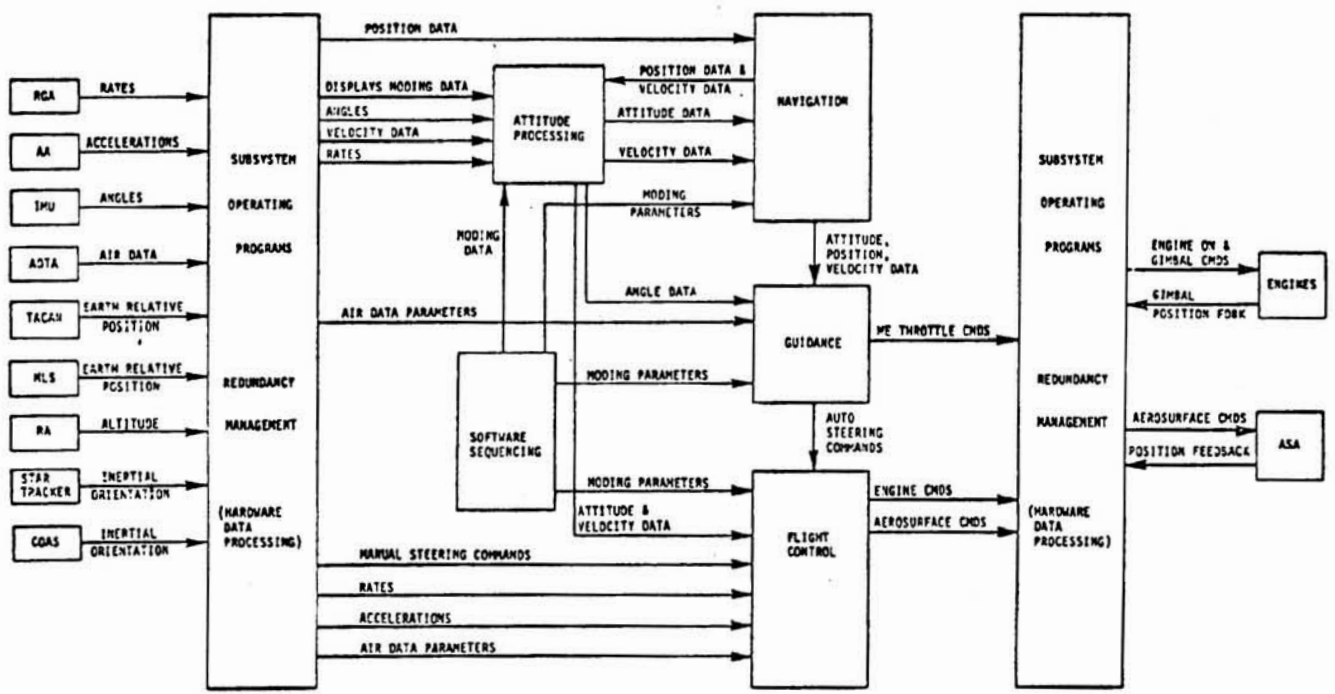 RGA
RATES
AA
ACCELERATIONS
IMU
ANGLES
ADTA
AIR DATA
TACAN
EARTH RELATIVE
POSITION
MLS
EARTH RELATIVE
POSITION
RA
ALTITUDE
STAR
TRACKER
INERTIAL
ORIENTATION
COAS
INERTIAL
ORIENTATION
SUBSYSTEM
OPERATING
PROGRAMS
REDUNDANCY
MANAGEMENT
(HARDWARE
DATA
PROCESSING)
POSITION DATA
DISPLAYS MODING DATA
ANGLES
VELOCITY DATA
RATES
ATTITUDE
PROCESSING
POSITION DATA &
VELOCITY DATA
ATTITUDE DATA
VELOCITY DATA
MODING
PARAMETERS
MODING
DATA
NAVIGATION
ATTITUDE,
POSITION,
VELOCITY DATA
ANGLE DATA
AIR DATA PARAMETERS
GUIDANCE
ME THROTTLE CMDS
SOFTWARE
SEQUENCING
MODING PARAMETERS
AUTO
STEERING
COMMANDS
MODING PARAMETERS
ATTITUDE &
VELOCITY DATA
MANUAL STEERING COMMANDS
RATES
ACCELERATIONS
AIR DATA PARAMETERS
FLIGHT
CONTROL
ENGINE CMDS
AEROSURFACE CMDS
SUBSYSTEM
OPERATING
PROGRAMS
REDUNDANCY
MANAGEMENT
(HARDWARE
DATA
PROCESSING)
ENGINE ON &
GIMBAL CMDS
GIMBAL
POSITION FDBK
ENGINES
AEROSURFACE CMDS
POSITION FEEDBACK
ASA